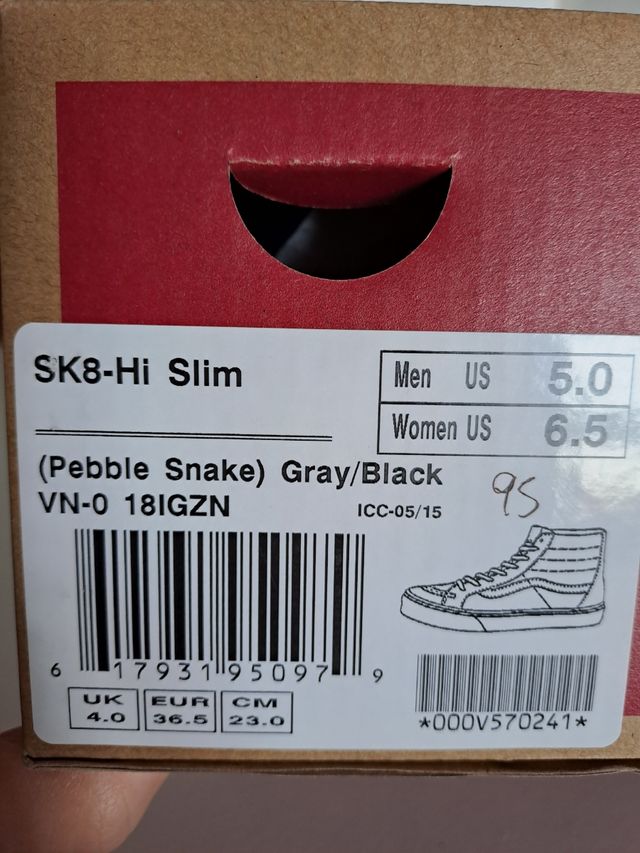 SK8-Hi Slim
Men US 5.0
Women US 6.5
(Pebble Snake) Gray/Black
VN-0 18IGZN
ICC-05/15
95
6 17931 95097 9
UK EUR CM
4.0 36.5 23.0
*000V570241*